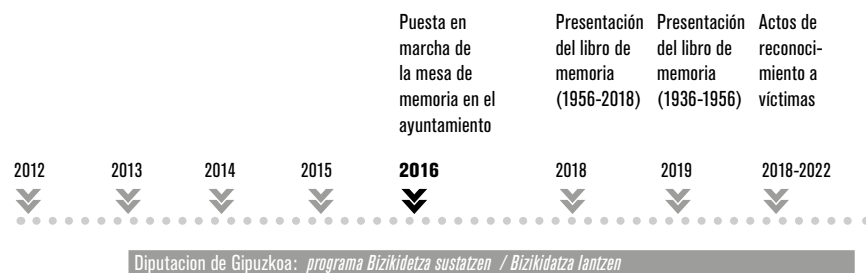 Puesta en
marcha de
la mesa de
memoria en el
ayuntamiento
Presentación
del libro de
memoria
(1956-2018)
Presentación
del libro de
memoria
(1936-1956)
Actos de
reconoci-
miento a
víctimas
2012
2013
2014
2015
2016
2018
2019
2018-2022
Diputacion de Gipuzkoa: programa Bizikidetza sustatzen / Bizikidatza lantzen